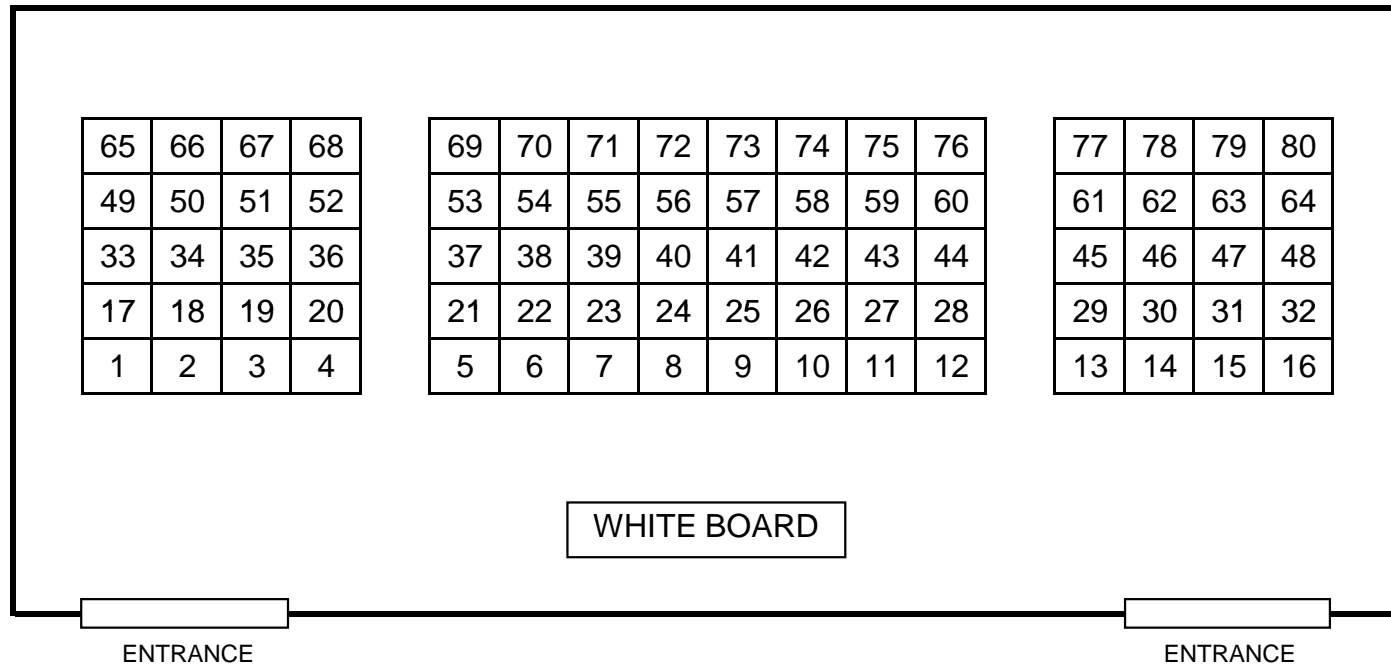 65 66 67 68 69 70 71 72 73 74 75 76 77 78 79 80
49 50 51 52 53 54 55 56 57 58 59 60 61 62 63 64
33 34 35 36 37 38 39 40 41 42 43 44 45 46 47 48
17 18 19 20 21 22 23 24 25 26 27 28 29 30 31 32
1 2 3 4 5 6 7 8 9 10 11 12 13 14 15 16
WHITE BOARD
ENTRANCE ENTRANCE